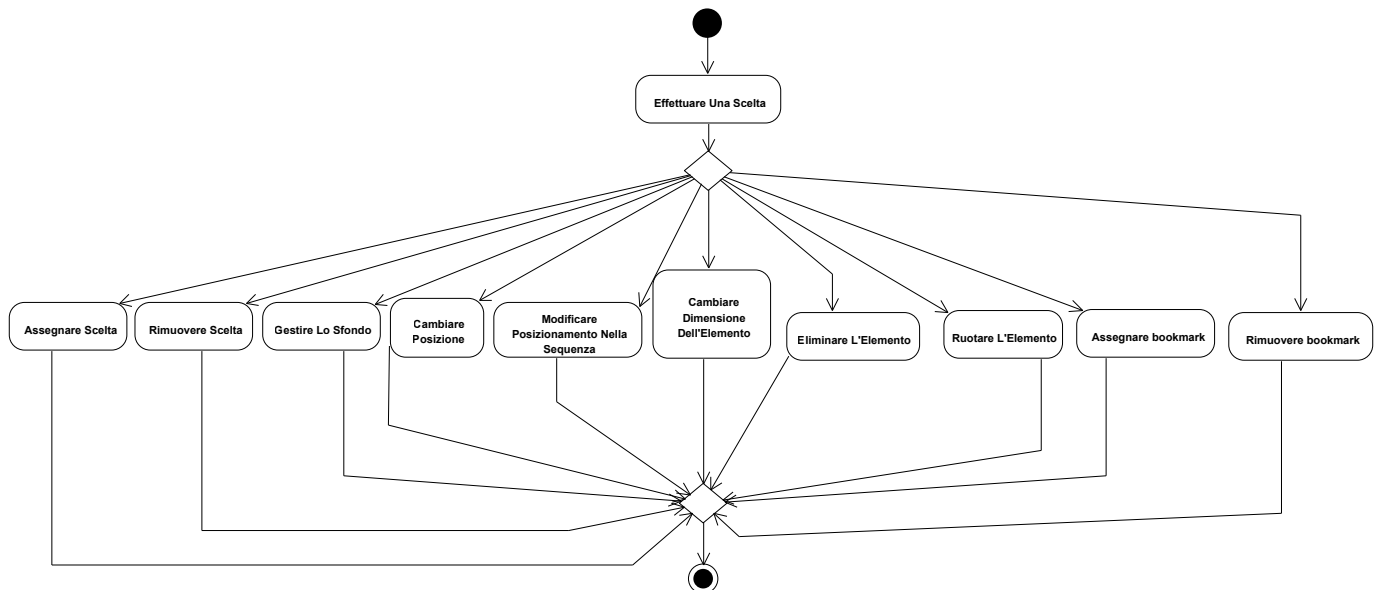 Effettuare Una Scelta
Assegnare Scelta
Rimuovere Scelta
Gestire Lo Sfondo
Cambiare
Posizione
Modificare
Posizionamento Nella
Sequenza
Cambiare
Dimensione
Dell'Elemento
Eliminare L'Elemento
Ruotare L'Elemento
Assegnare bookmark
Rimuovere bookmark